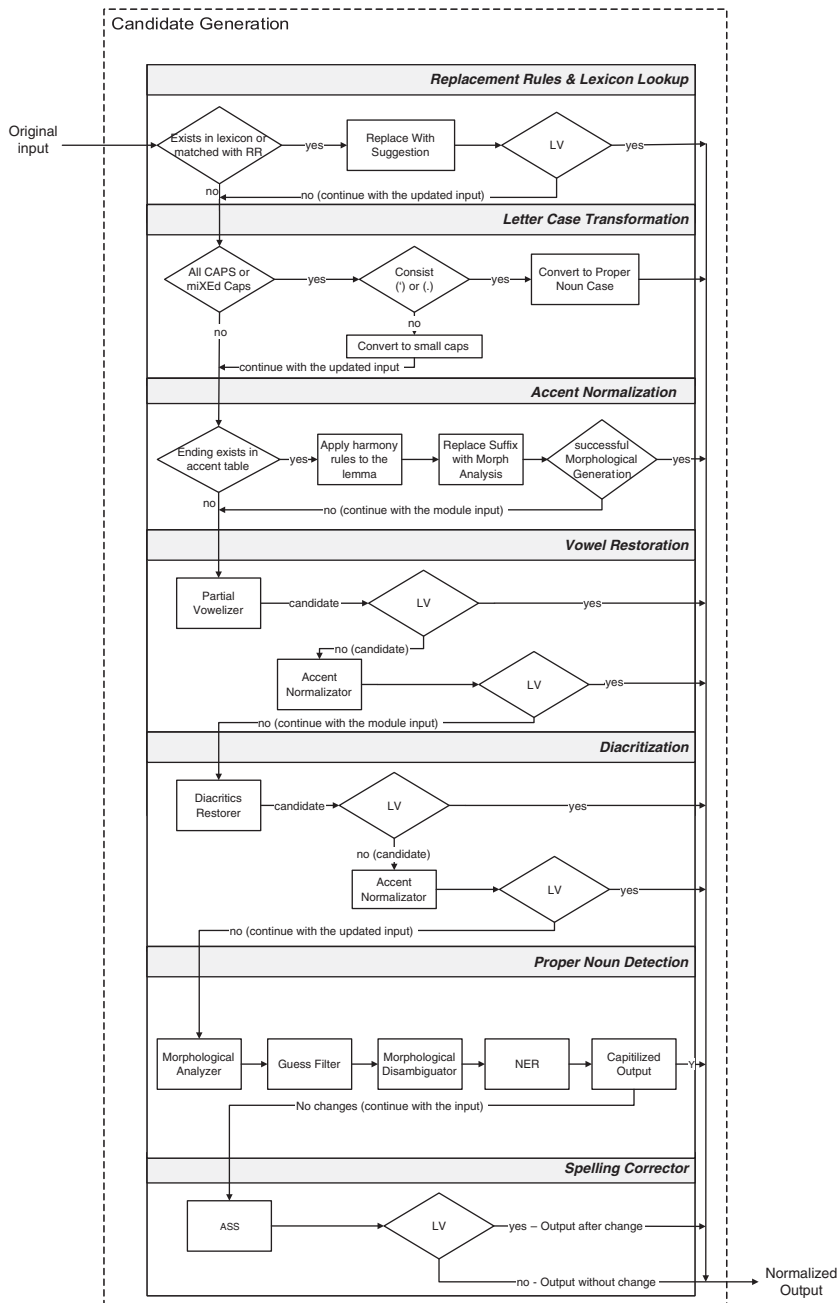 Candidate Generation
Replacement Rules & Lexicon Lookup
Original
input
Exists in lexicon or
matched with RR
yes
Replace With
Suggestion
LV
yes
no
no (continue with the updated input)
Letter Case Transformation
All CAPS or
miXEd Caps
yes
Consist
(') or (.)
yes
Convert to Proper
Noun Case
no
no
Convert to small caps
continue with the updated input
Accent Normalization
Ending exists in
accent table
yes
Apply harmony
rules to the
lemma
Replace Suffix
with Morph
Analysis
successful
Morphological
Generation
yes
no
no (continue with the module input)
Vowel Restoration
Partial
Vowelizer
candidate
LV
yes
no (candidate)
Accent
Normalizator
LV
yes
no (continue with the module input)
Diacritization
Diacritics
Restorer
candidate
LV
yes
no (candidate)
Accent
Normalizator
LV
yes
no (continue with the updated input)
Proper Noun Detection
Morphological
Analyzer
Guess Filter
Morphological
Disambiguator
NER
Capitilized
Output
Y
No changes (continue with the input)
Spelling Corrector
ASS
LV
yes – Output after change
no - Output without change
Normalized
Output